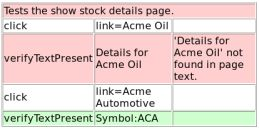 Tests the show stock details page.
click link=Acme Oil
verifyTextPresent Details for Acme Oil 'Details for Acme Oil' not found in page text.
click link=Acme Automotive
verifyTextPresent Symbol:ACA